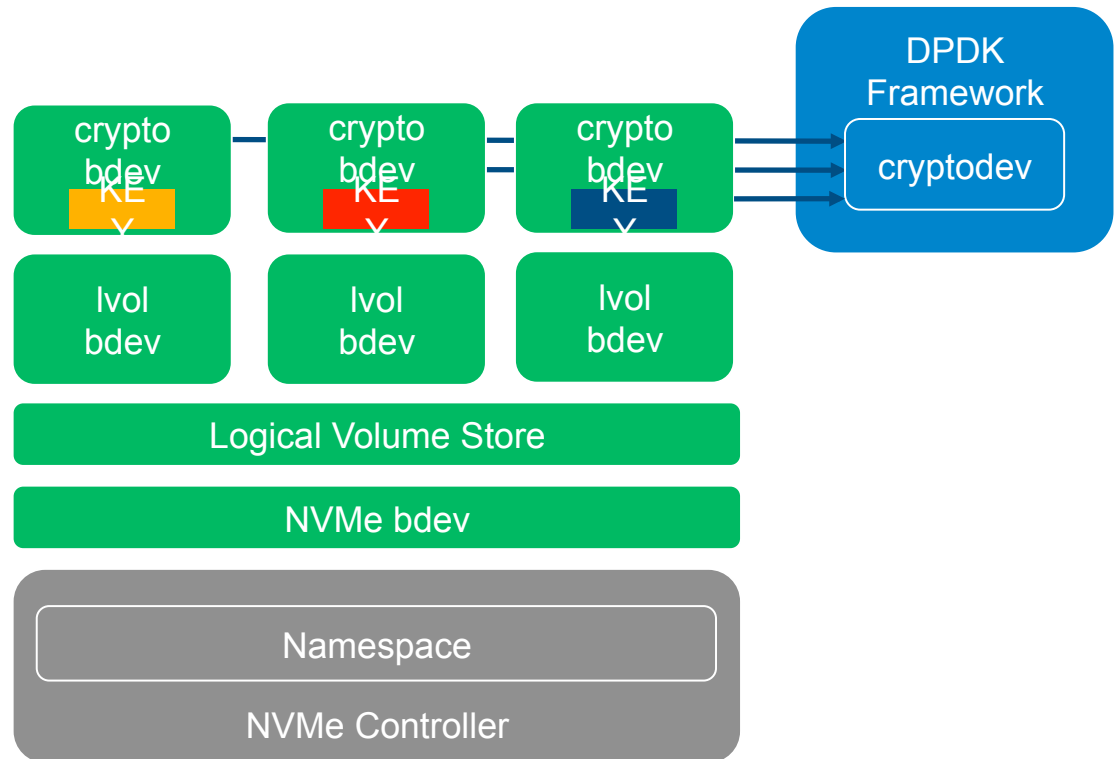 DPDK
Framework
cryptodev
crypto
bdev
KE
Y
crypto
bdev
KE
Y
crypto
bdev
KE
Y
lvol
bdev
lvol
bdev
lvol
bdev
Logical Volume Store
NVMe bdev
Namespace
NVMe Controller